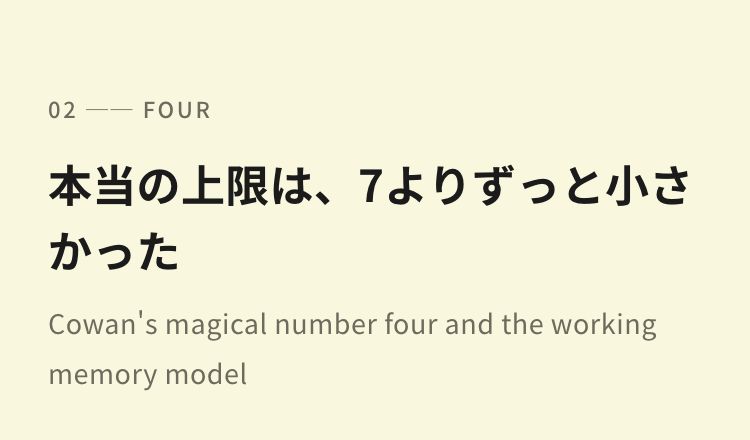 02 —— FOUR
本当の上限は、7よりずっと小さ
かった
Cowan's magical number four and the working
memory model